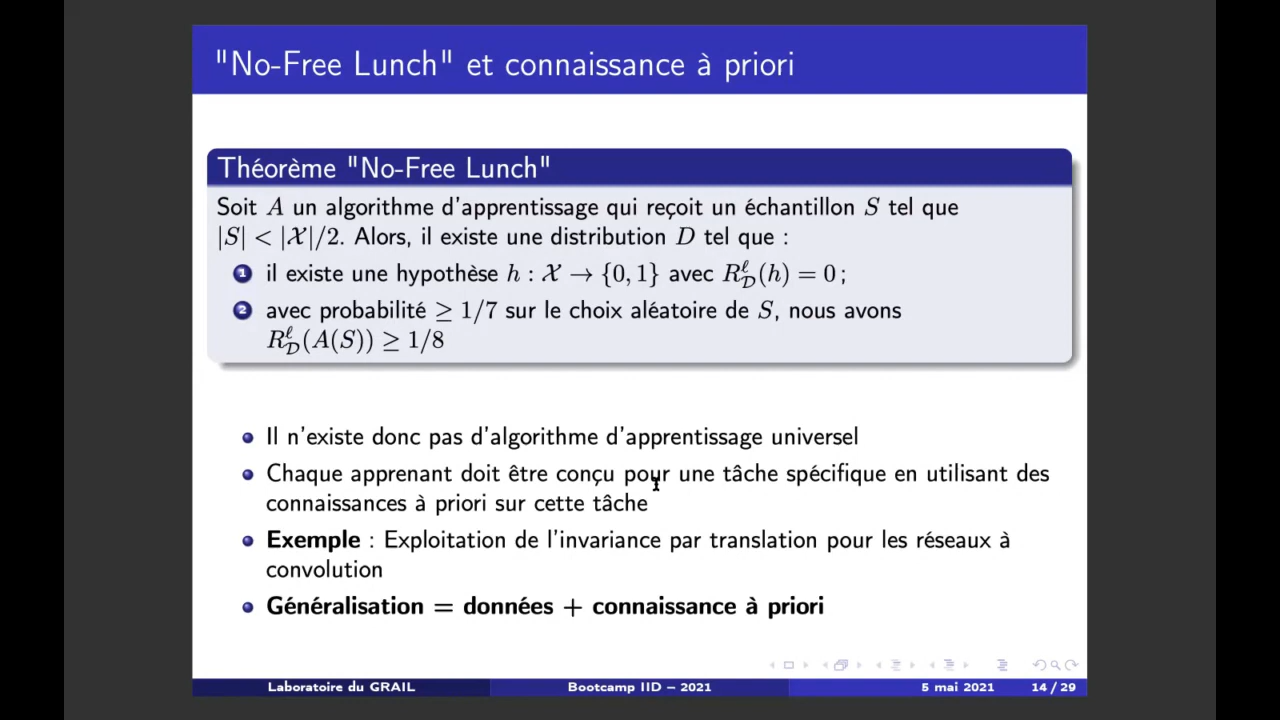 "No-Free Lunch" et connaissance à priori
Théorème "No-Free Lunch"
Soit A un algorithme d'apprentissage qui reçoit un échantillon S tel que
|S| < |𝒳|/2. Alors, il existe une distribution D tel que :
1 il existe une hypothèse h : 𝒳 → {0, 1} avec R^ℓ_𝒟(h) = 0 ;
2 avec probabilité ≥ 1/7 sur le choix aléatoire de S, nous avons
R^ℓ_𝒟(A(S)) ≥ 1/8
Il n'existe donc pas d'algorithme d'apprentissage universel
Chaque apprenant doit être conçu pour une tâche spécifique en utilisant des
connaissances à priori sur cette tâche
Exemple : Exploitation de l'invariance par translation pour les réseaux à
convolution
Généralisation = données + connaissance à priori
Laboratoire du GRAIL Bootcamp IID – 2021 5 mai 2021 14 / 29